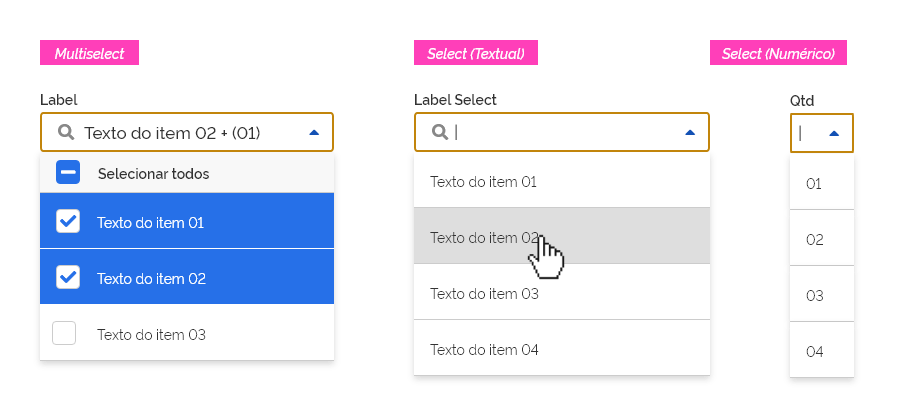 Multiselect
Label
Texto do item 02 + (01)
Selecionar todos
Texto do item 01
Texto do item 02
Texto do item 03
Select (Textual)
Label Select
Texto do item 01
Texto do item 02
Texto do item 03
Texto do item 04
Select (Numérico)
Qtd
01
02
03
04